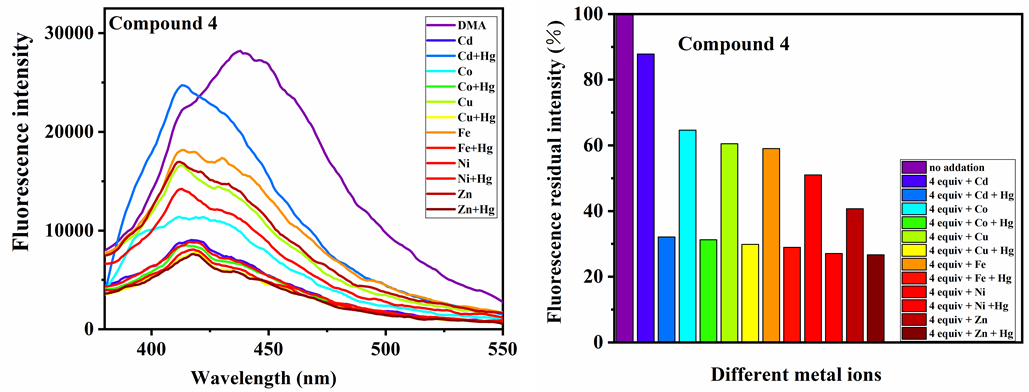 Compound 4
DMA
Cd
Cd+Hg
Co
Co+Hg
Cu
Cu+Hg
Fe
Fe+Hg
Ni
Ni+Hg
Zn
Zn+Hg
Fluorescence intensity
30000
20000
10000
0
400
450
500
550
Wavelength (nm)
Compound 4
Fluorescence residual intensity (%)
100
80
60
40
20
0
no addation
4 equiv + Cd
4 equiv + Cd + Hg
4 equiv + Co
4 equiv + Co + Hg
4 equiv + Cu
4 equiv + Cu + Hg
4 equiv + Fe
4 equiv + Fe + Hg
4 equiv + Ni
4 equiv + Ni +Hg
4 equiv + Zn
4 equiv + Zn + Hg
Different metal ions